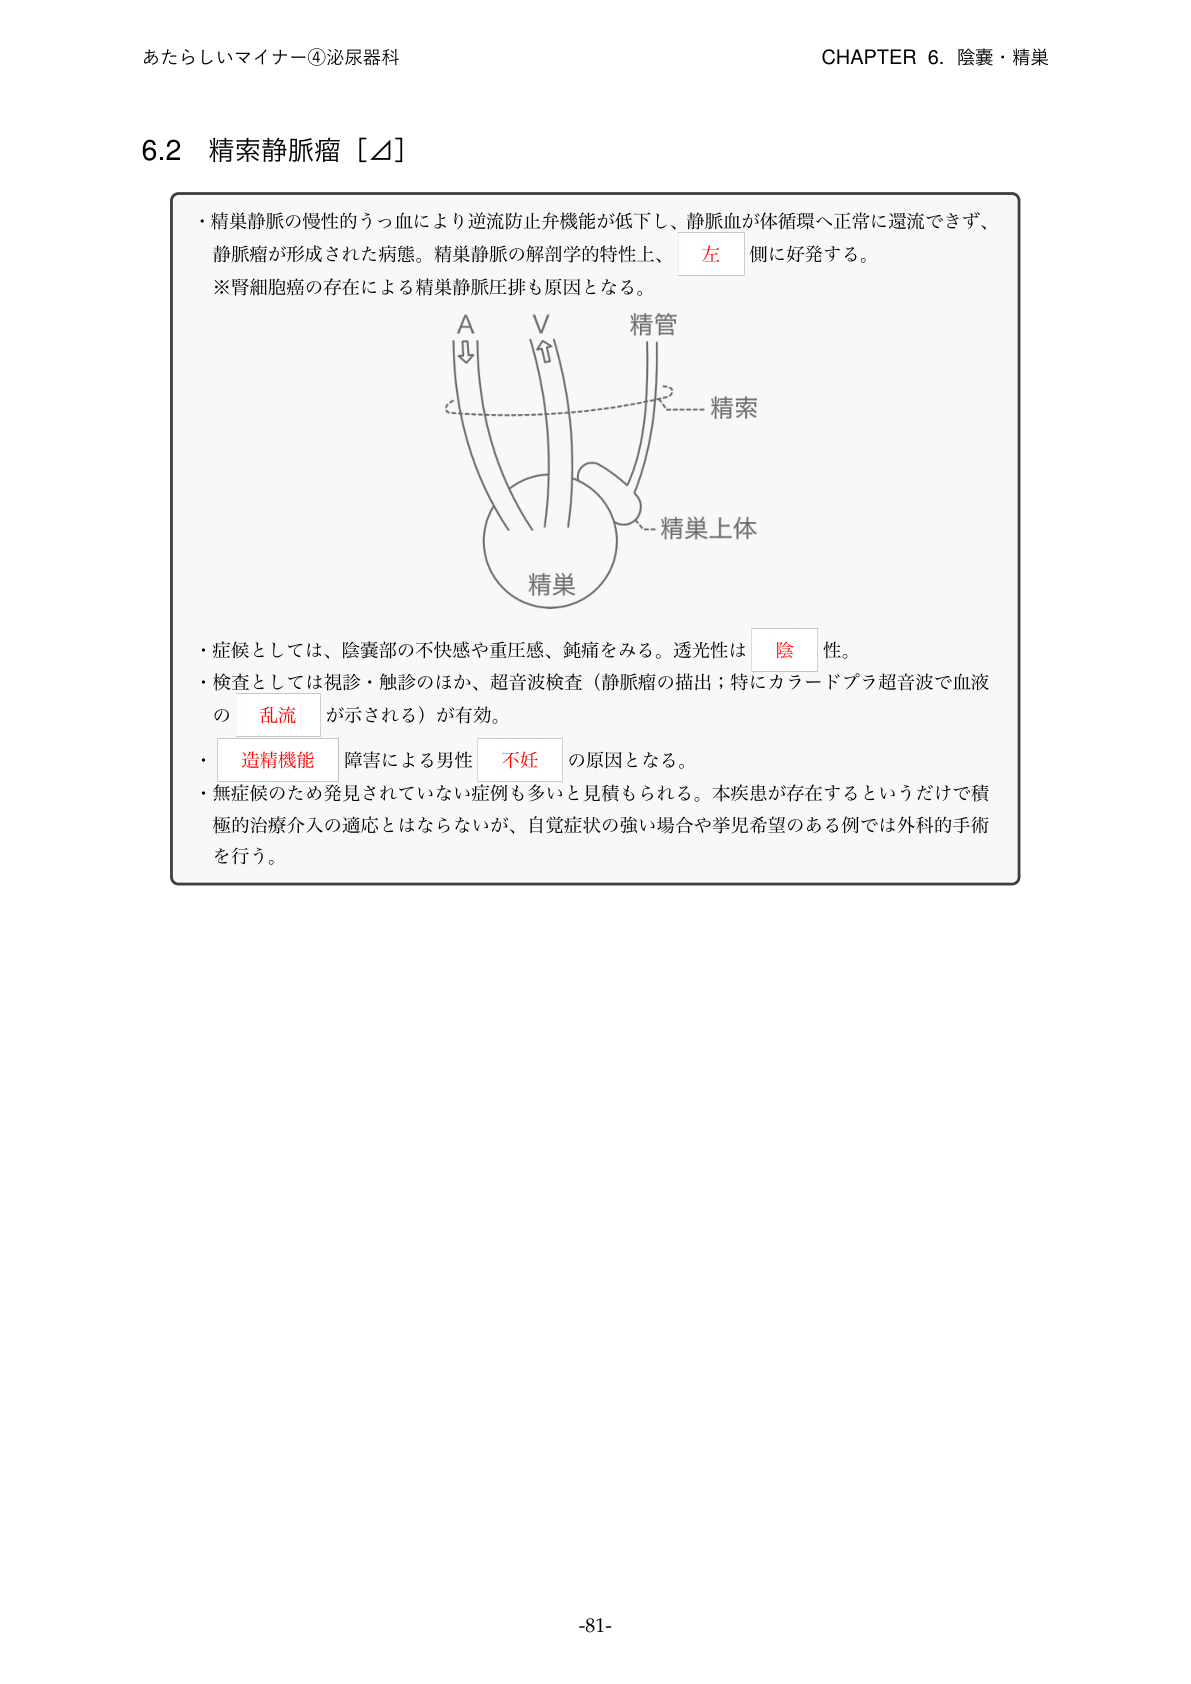 あたらしいマイナー④泌尿器科 CHAPTER 6. 陰嚢・精巣
6.2 精索静脈瘤［⊿］
・精巣静脈の慢性的うっ血により逆流防止弁機能が低下し、静脈血が体循環へ正常に還流できず、
静脈瘤が形成された病態。精巣静脈の解剖学的特性上、 左 側に好発する。
※腎細胞癌の存在による精巣静脈圧排も原因となる。
A V 精管
精索
精巣上体
精巣
・症候としては、陰嚢部の不快感や重圧感、鈍痛をみる。透光性は 陰 性。
・検査としては視診・触診のほか、超音波検査（静脈瘤の描出；特にカラードプラ超音波で血液
の 乱流 が示される）が有効。
・ 造精機能 障害による男性 不妊 の原因となる。
・無症候のため発見されていない症例も多いと見積もられる。本疾患が存在するというだけで積
極的治療介入の適応とはならないが、自覚症状の強い場合や挙児希望のある例では外科的手術
を行う。
-81-